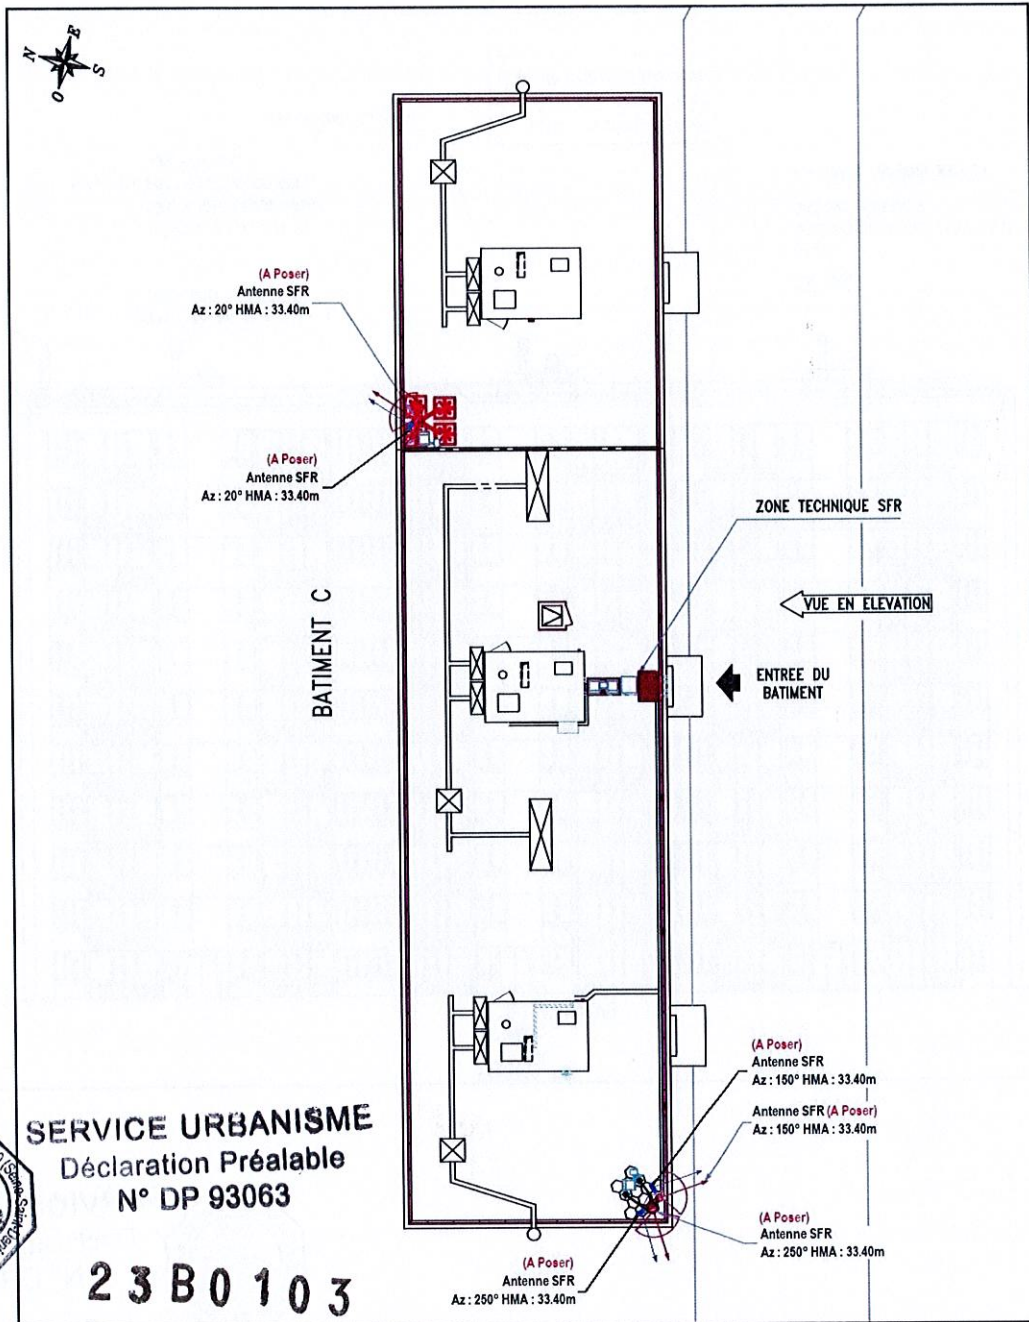 N
E
S
O
(A Poser)
Antenne SFR
Az : 20° HMA : 33.40m
(A Poser)
Antenne SFR
Az : 20° HMA : 33.40m
ZONE TECHNIQUE SFR
BATIMENT C
VUE EN ELEVATION
ENTREE DU
BATIMENT
(A Poser)
Antenne SFR
Az : 150° HMA : 33.40m
Antenne SFR (A Poser)
Az : 150° HMA : 33.40m
(A Poser)
Antenne SFR
Az : 250° HMA : 33.40m
(A Poser)
Antenne SFR
Az : 250° HMA : 33.40m
SERVICE URBANISME
Déclaration Préalable
N° DP 93063
23B0103